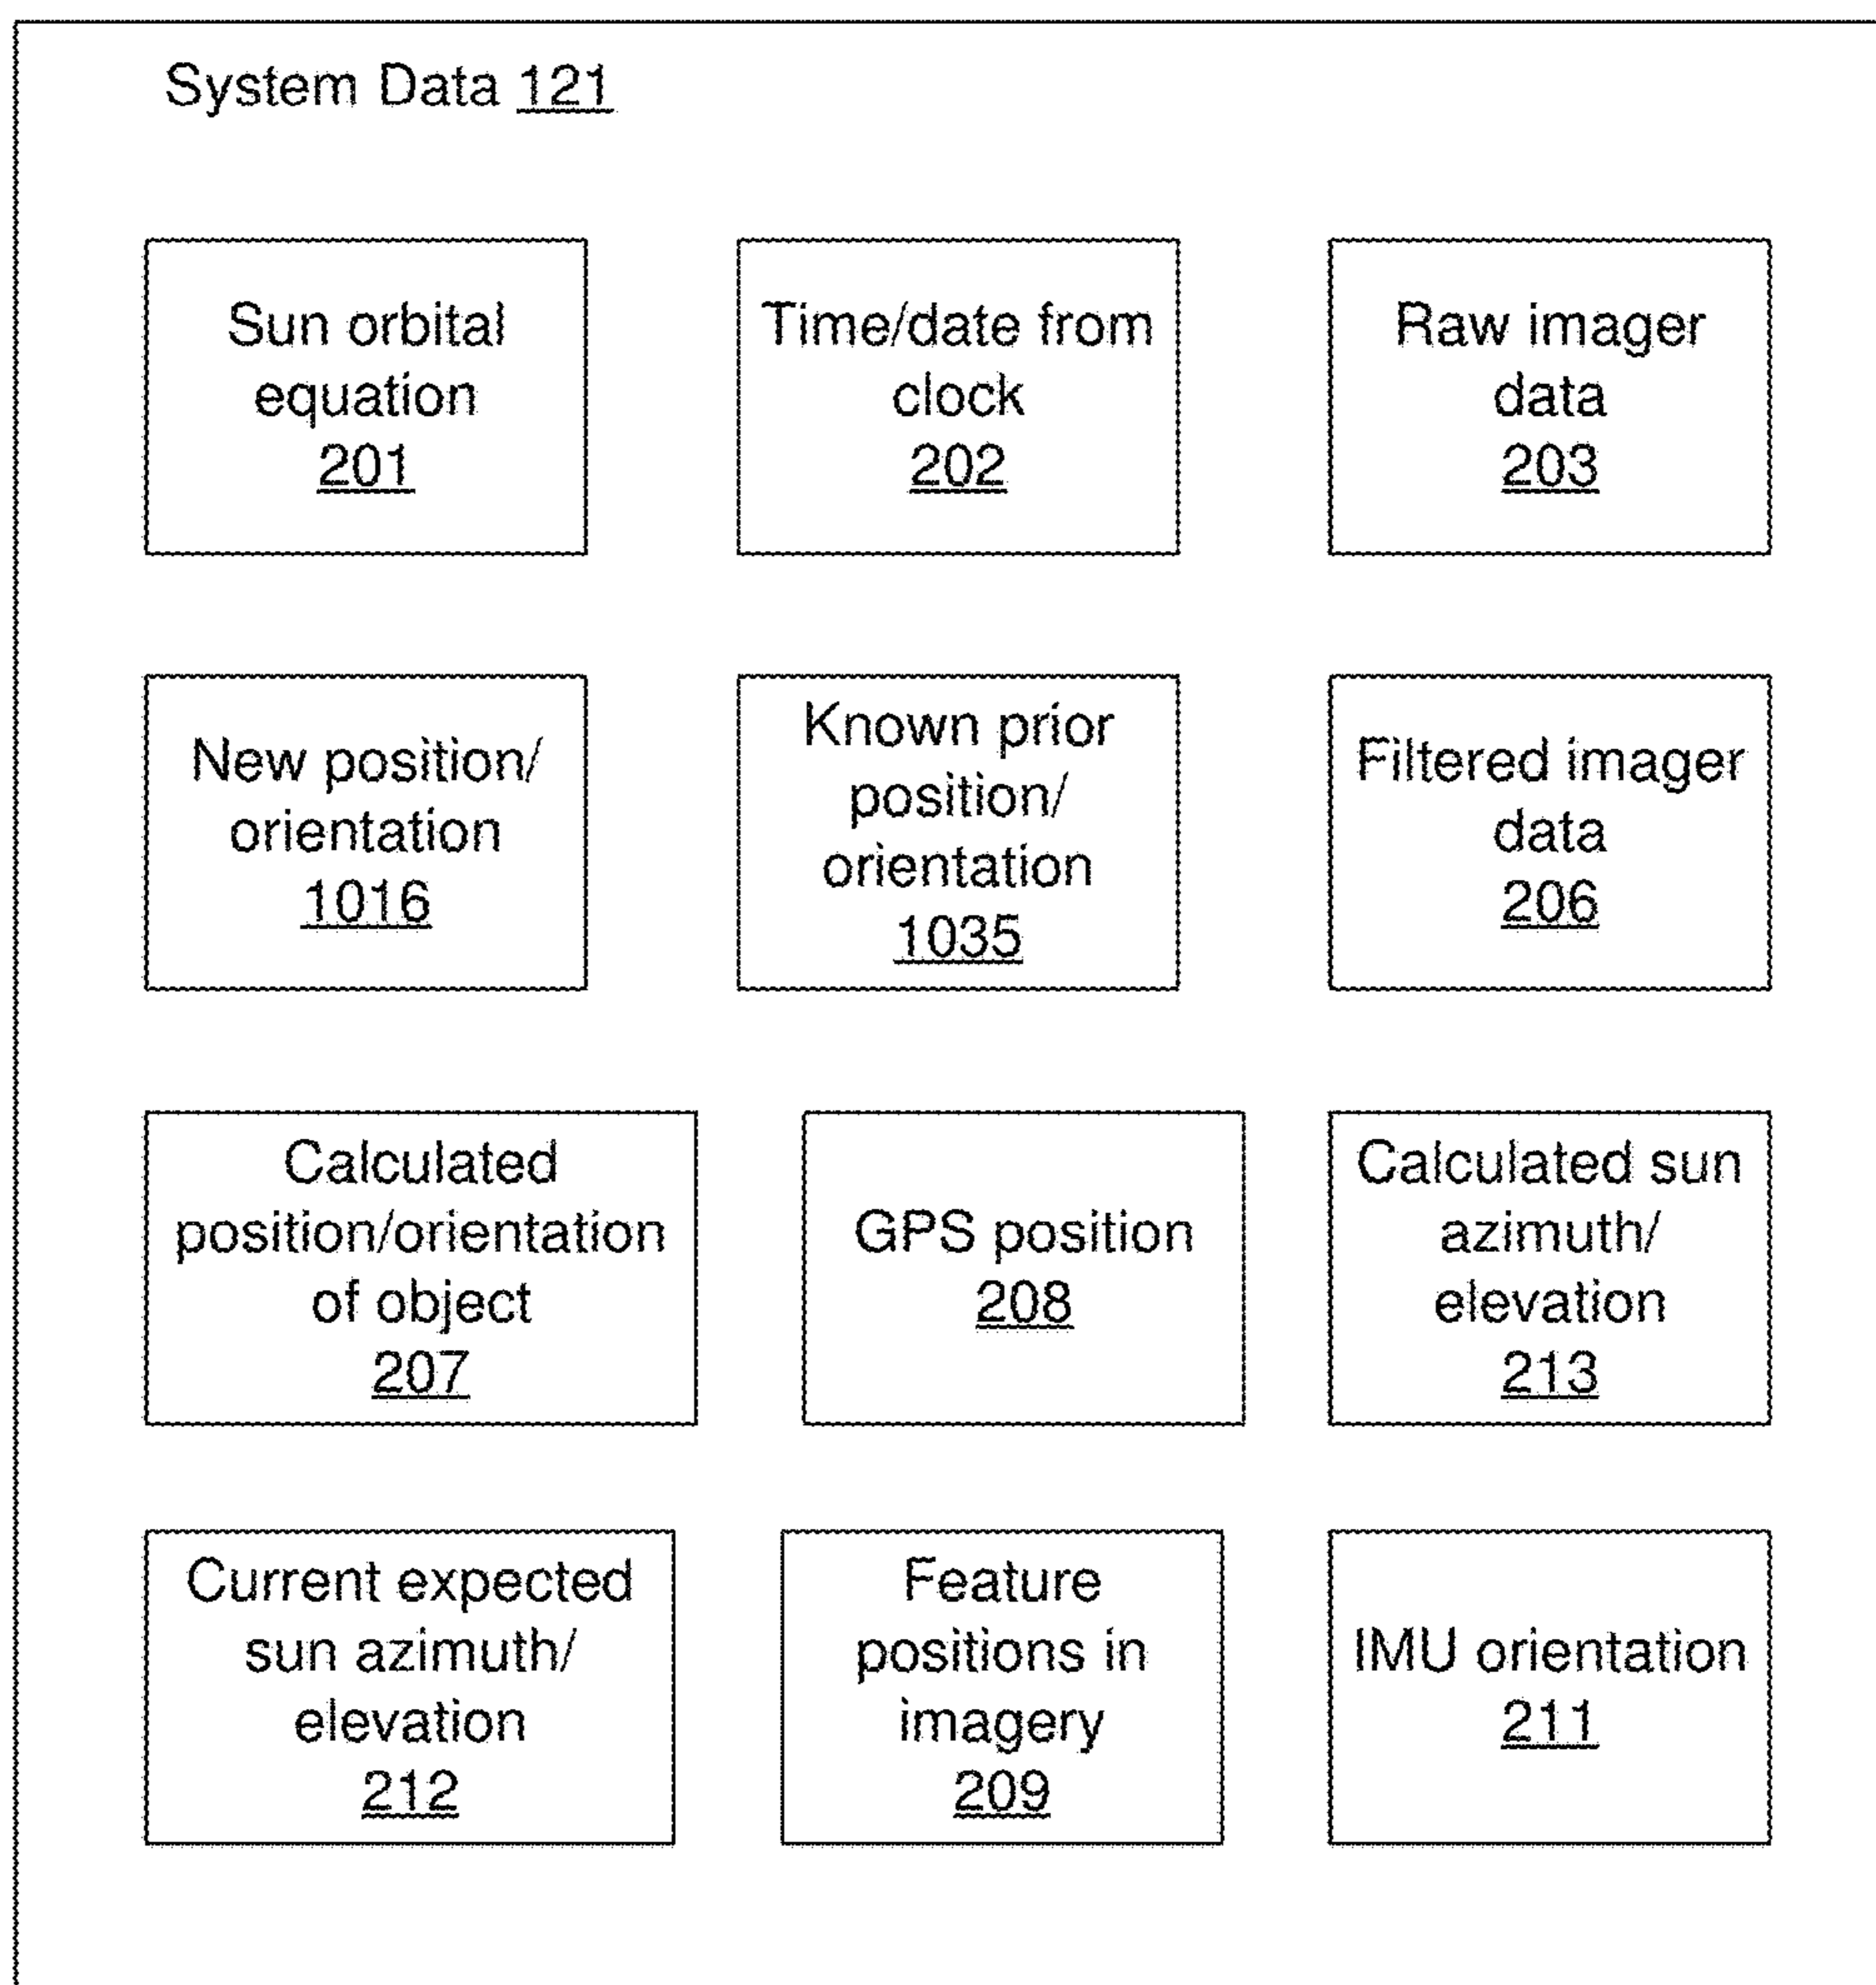 System Data 121
Sun orbital
equation
201
Time/date from
clock
202
Raw imager
data
203
New position/
orientation
1016
Known prior
position/
orientation
1035
Filtered imager
data
206
Calculated
position/orientation
of object
207
GPS position
208
Calculated sun
azimuth/
elevation
213
Current expected
sun azimuth/
elevation
212
Feature
positions in
imagery
209
IMU orientation
211